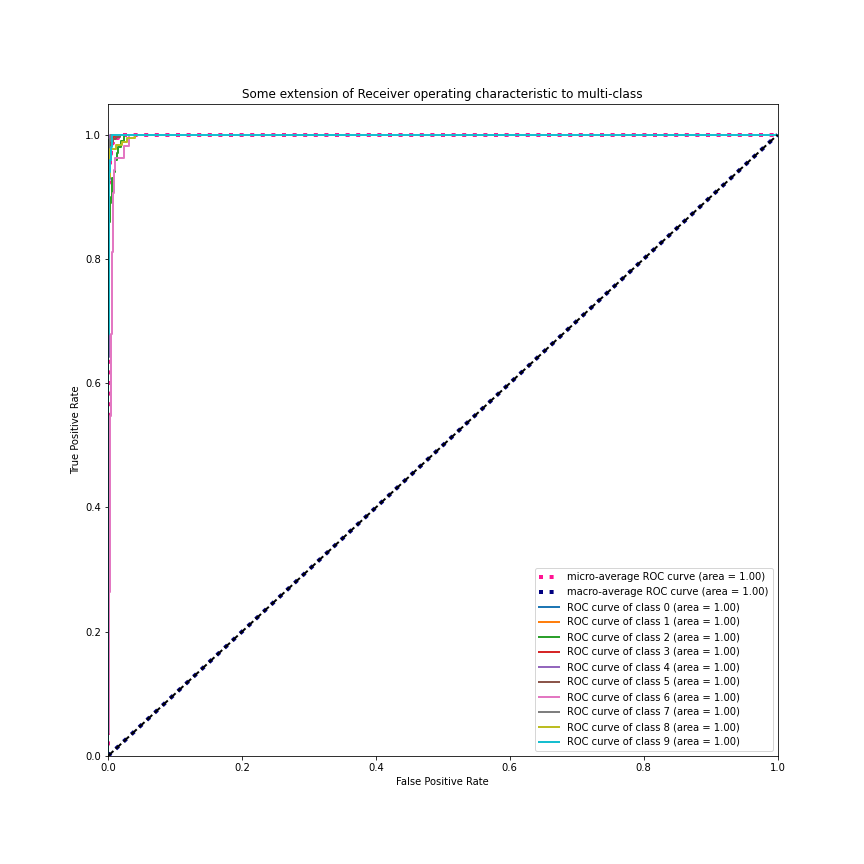 Some extension of Receiver operating characteristic to multi-class
1.0
0.8
0.6
0.4
0.2
0.0
True Positive Rate
0.0 0.2 0.4 0.6 0.8 1.0
False Positive Rate
micro-average ROC curve (area = 1.00)
macro-average ROC curve (area = 1.00)
ROC curve of class 0 (area = 1.00)
ROC curve of class 1 (area = 1.00)
ROC curve of class 2 (area = 1.00)
ROC curve of class 3 (area = 1.00)
ROC curve of class 4 (area = 1.00)
ROC curve of class 5 (area = 1.00)
ROC curve of class 6 (area = 1.00)
ROC curve of class 7 (area = 1.00)
ROC curve of class 8 (area = 1.00)
ROC curve of class 9 (area = 1.00)